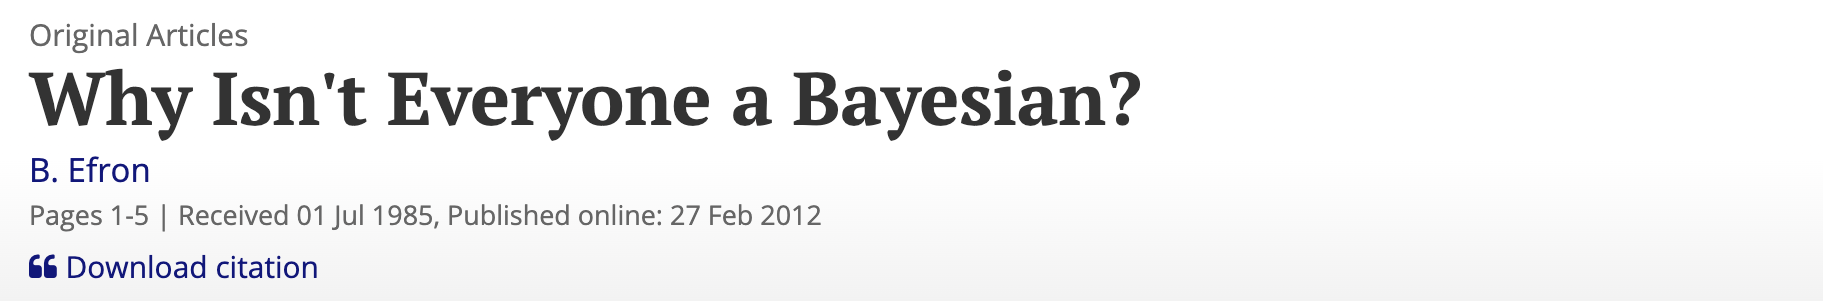 Original Articles
Why Isn't Everyone a Bayesian?
B. Efron
Pages 1-5 | Received 01 Jul 1985, Published online: 27 Feb 2012
Download citation